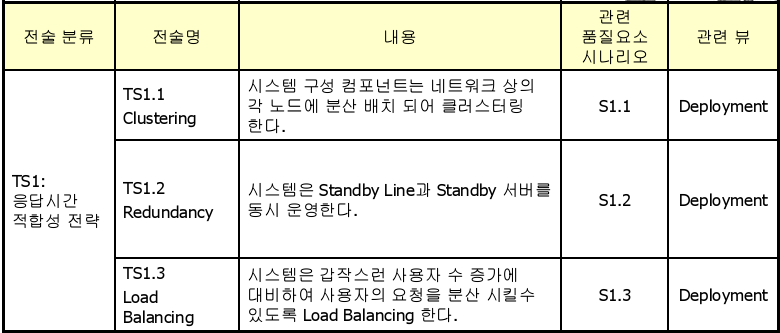 전술 분류
전술명
내용
관련
품질요소
시나리오
관련 뷰
TS1:
응답시간
적합성 전략
TS1.1
Clustering
시스템 구성 컴포넌트는 네트워크 상의
각 노드에 분산 배치 되어 클러스터링
한다.
S1.1
Deployment
TS1.2
Redundancy
시스템은 Standby Line과 Standby 서버를
동시 운영한다.
S1.2
Deployment
TS1.3
Load
Balancing
시스템은 갑작스런 사용자 수 증가에
대비하여 사용자의 요청을 분산 시킬수
있도록 Load Balancing 한다.
S1.3
Deployment